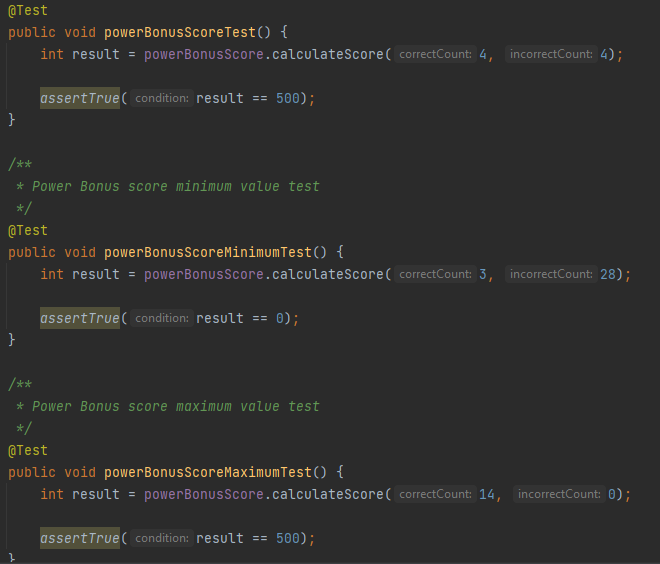 @Test
public void powerBonusScoreTest() {
int result = powerBonusScore.calculateScore( correctCount: 4, incorrectCount: 4);
assertTrue( condition: result == 500);
}
/**
* Power Bonus score minimum value test
*/
@Test
public void powerBonusScoreMinimumTest() {
int result = powerBonusScore.calculateScore( correctCount: 3, incorrectCount: 28);
assertTrue( condition: result == 0);
}
/**
* Power Bonus score maximum value test
*/
@Test
public void powerBonusScoreMaximumTest() {
int result = powerBonusScore.calculateScore( correctCount: 14, incorrectCount: 0);
assertTrue( condition: result == 500);
}